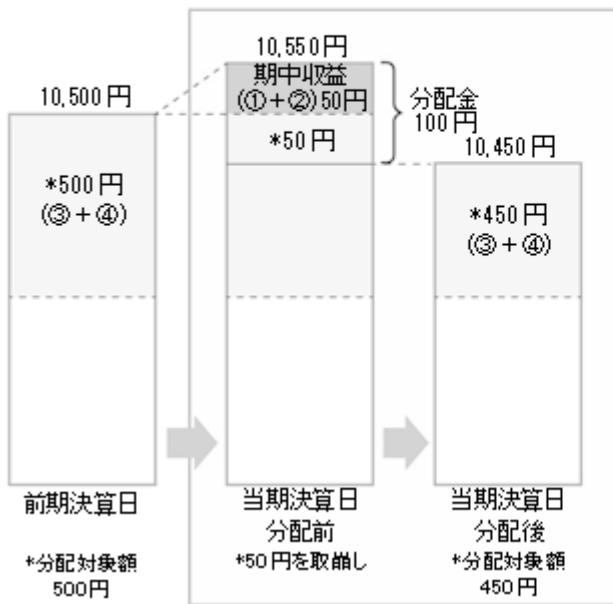 10,500円
*500円
(③+④)
前期決算日
*分配対象額
500円
10,550円
期中収益
(①+②)50円
*50円
分配金
100円
当期決算日
分配前
*50円を取崩し
10,450円
*450円
(③+④)
当期決算日
分配後
*分配対象額
450円